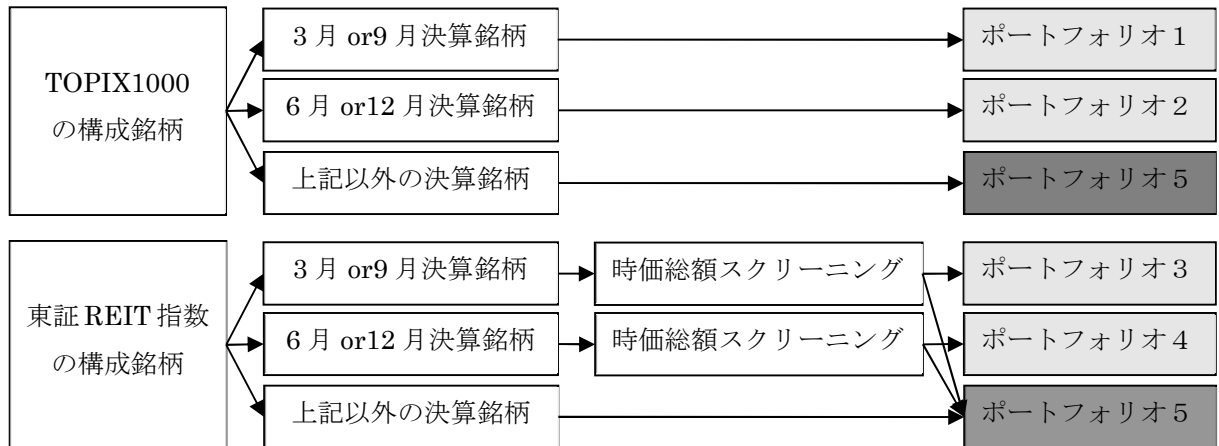 TOPIX1000
の構成銘柄
3月or9月決算銘柄
ポートフォリオ1
6月or12月決算銘柄
ポートフォリオ2
上記以外の決算銘柄
ポートフォリオ5
東証REIT指数
の構成銘柄
3月or9月決算銘柄
時価総額スクリーニング
ポートフォリオ3
6月or12月決算銘柄
時価総額スクリーニング
ポートフォリオ4
上記以外の決算銘柄
ポートフォリオ5